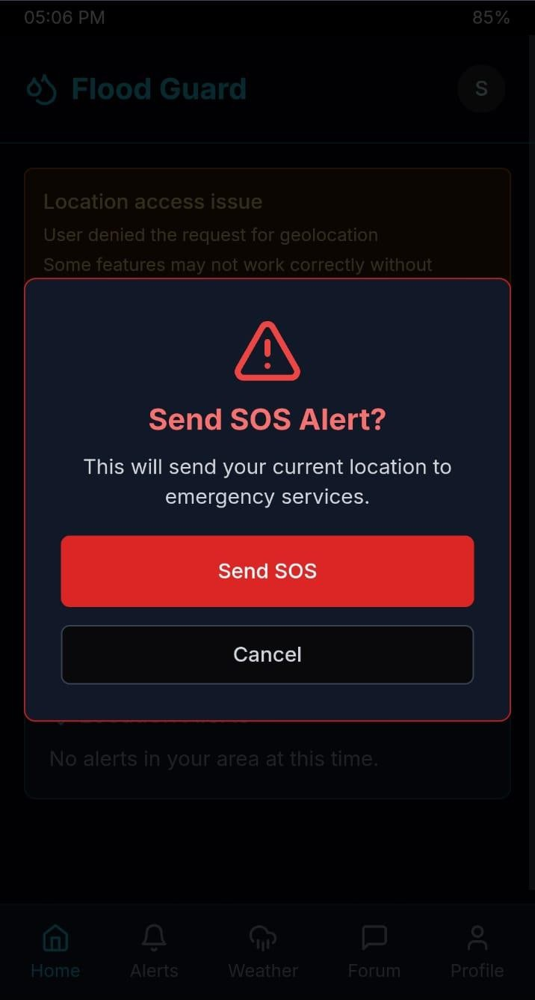 05:06 PM 85%
Flood Guard S
Location access issue
User denied the request for geolocation
Some features may not work correctly without
Send SOS Alert?
This will send your current location to
emergency services.
Send SOS
Cancel
No alerts in your area at this time.
Home Alerts Weather Forum Profile